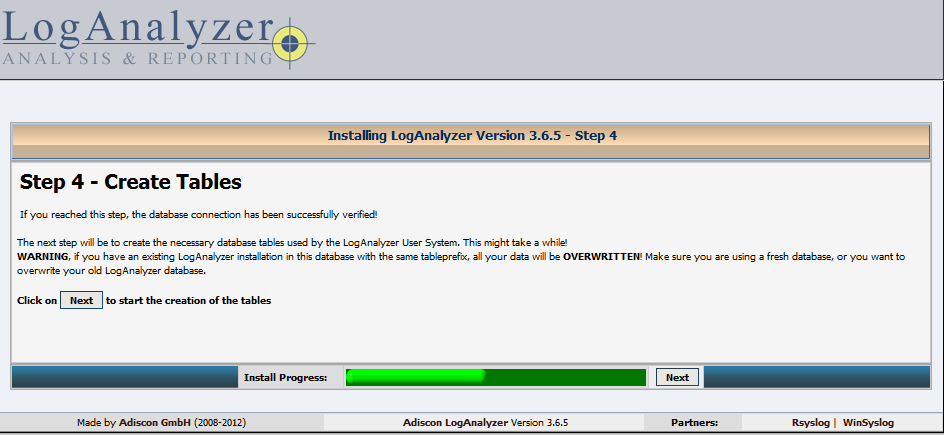 LogAnalyzer
ANALYSIS & REPORTING
Installing LogAnalyzer Version 3.6.5 - Step 4
Step 4 - Create Tables
If you reached this step, the database connection has been successfully verified!
The next step will be to create the necessary database tables used by the LogAnalyzer User System. This might take a while!
WARNING, if you have an existing LogAnalyzer installation in this database with the same tableprefix, all your data will be OVERWRITTEN! Make sure you are using a fresh database, or you want to
overwrite your old LogAnalyzer database.
Click on Next to start the creation of the tables
Install Progress: Next
Made by Adiscon GmbH (2008-2012) Adiscon LogAnalyzer Version 3.6.5 Partners: Rsyslog | WinSyslog